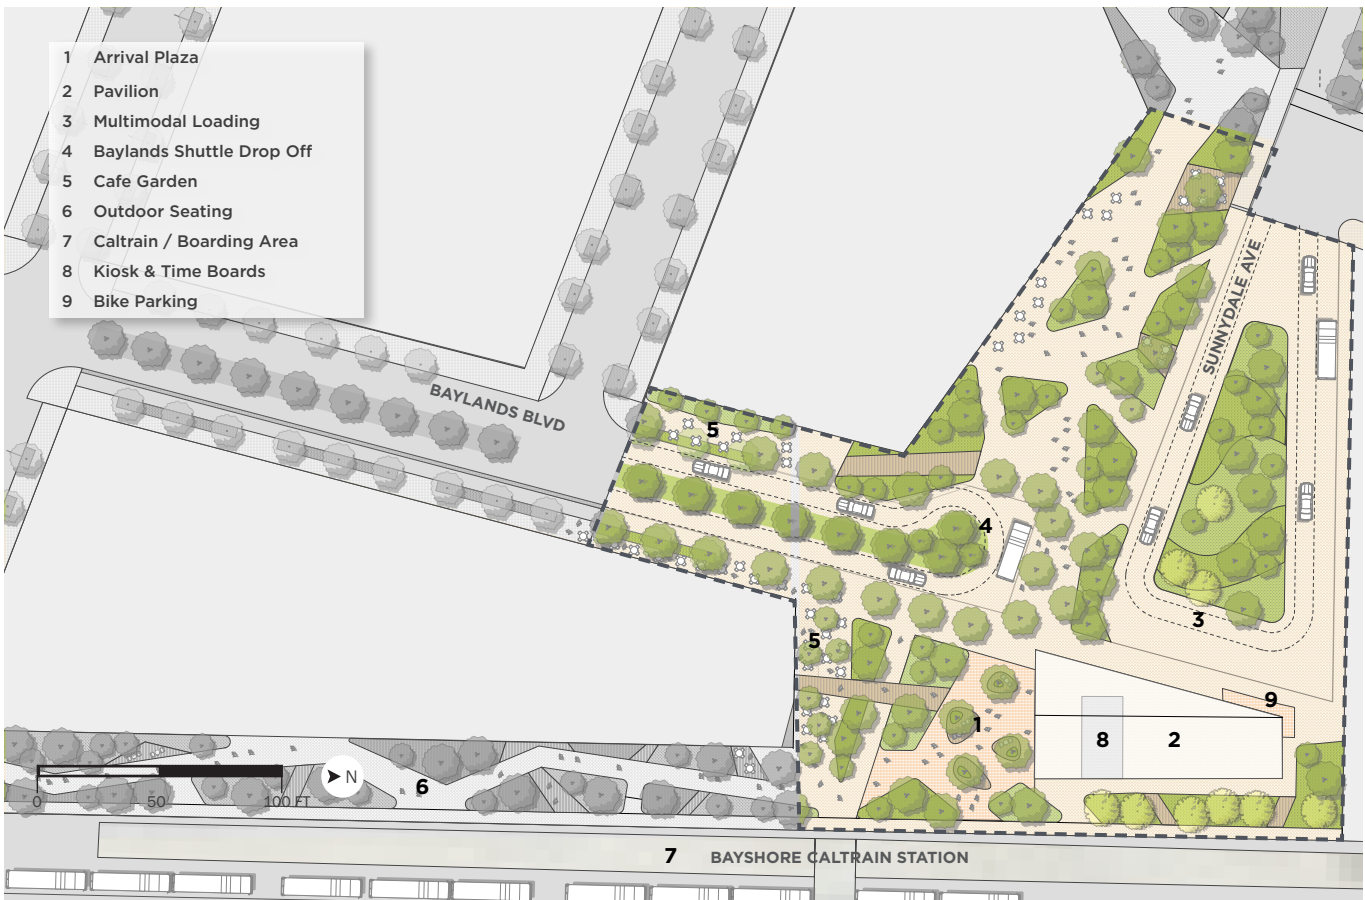 1 Arrival Plaza
2 Pavilion
3 Multimodal Loading
4 Baylands Shuttle Drop Off
5 Cafe Garden
6 Outdoor Seating
7 Caltrain / Boarding Area
8 Kiosk & Time Boards
9 Bike Parking
SUNNYDALE AVE
BAYLANDS BLVD
5
4
3
5
9
1
8
2
N
6
0 50 100 FT
7
BAYSHORE CALTRAIN STATION